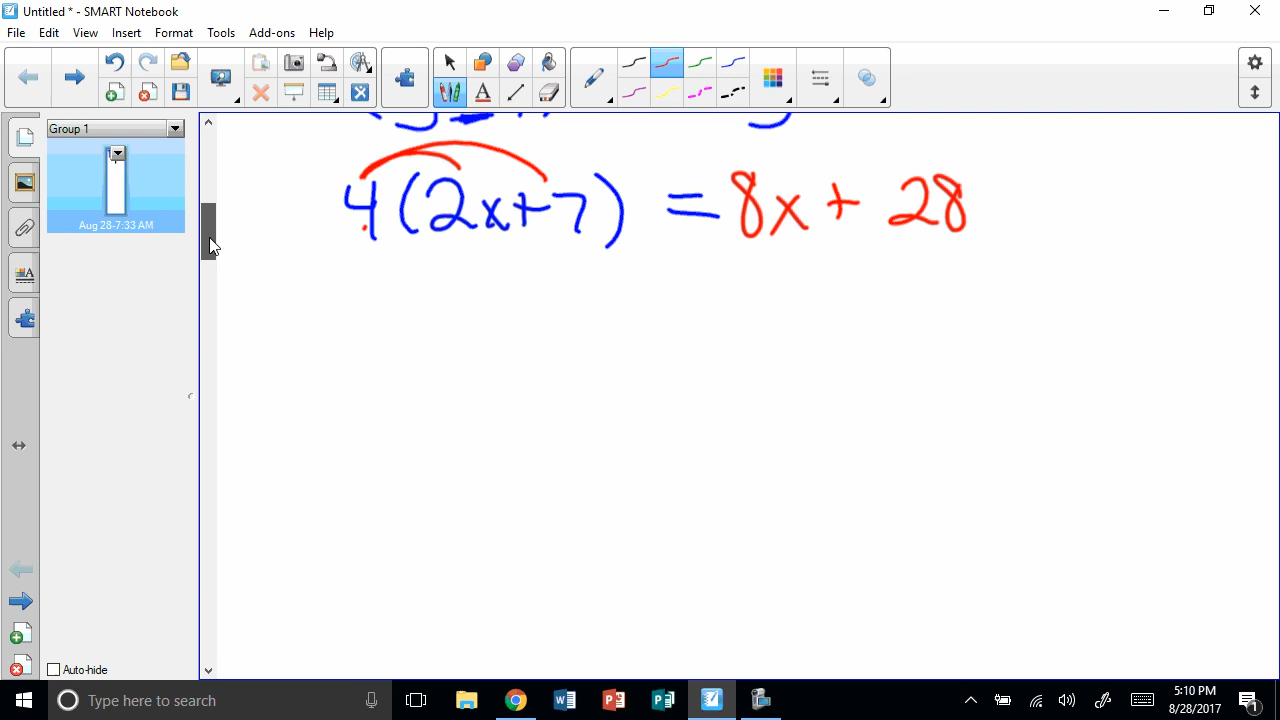 Untitled * - SMART Notebook
File Edit View Insert Format Tools Add-ons Help
Group 1
Aug 28-7:33 AM
4(2x+7) = 8x + 28
Auto-hide
Type here to search
5:10 PM
8/28/2017
1